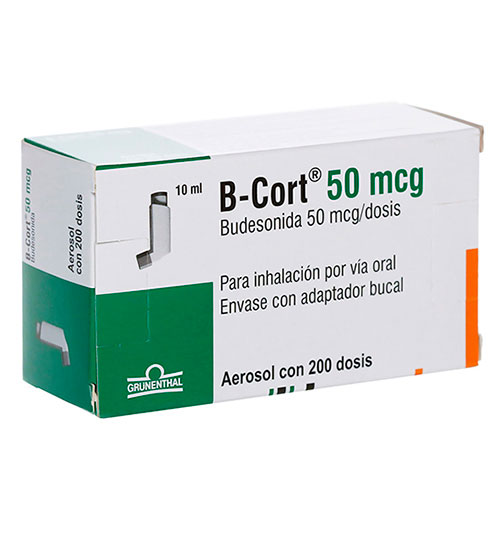 B-Cort® 50 mcg
Budesonida
Aerosol
con 200 dosis
10 ml
B-Cort® 50 mcg
Budesonida 50 mcg/dosis
Para inhalación por vía oral
Envase con adaptador bucal
Aerosol con 200 dosis
GRUNENTHAL